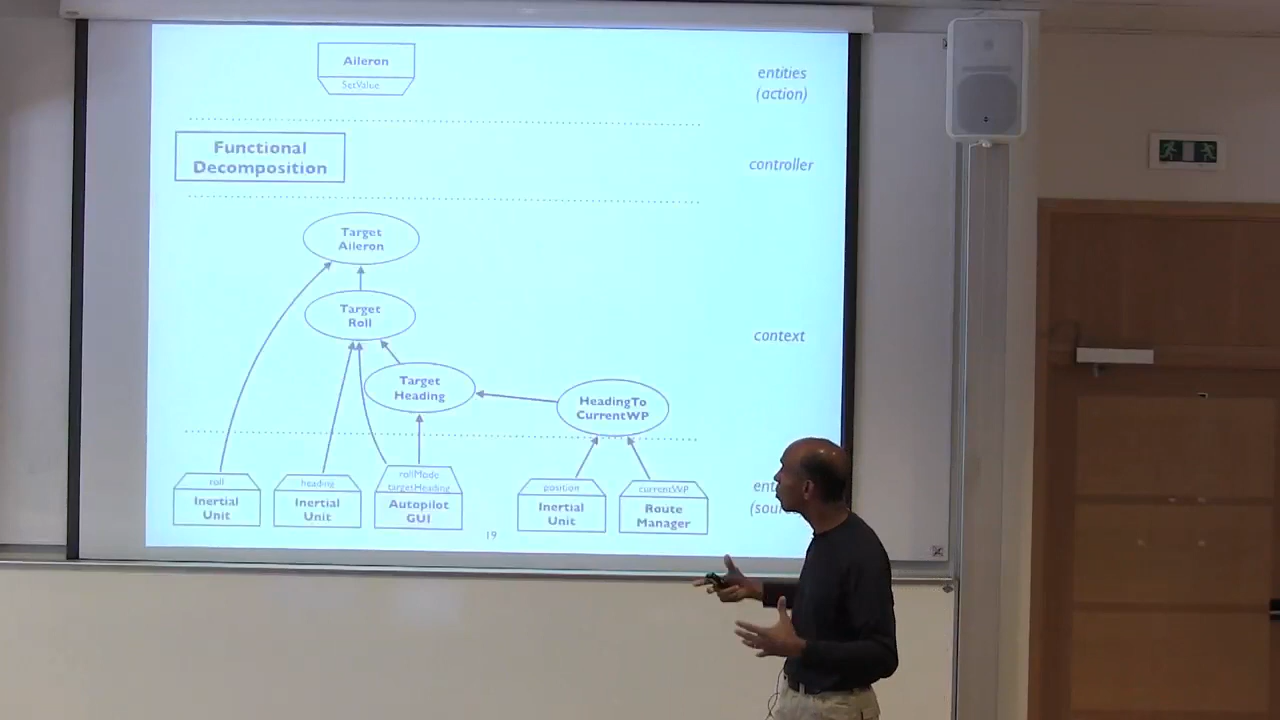 Aileron
SetValue
entities
(action)
Functional
Decomposition
controller
Target
Aileron
Target
Roll
context
Target
Heading
HeadingTo
CurrentWP
roll
Inertial
Unit
heading
Inertial
Unit
rollMode
targetHeading
Autopilot
GUI
position
Inertial
Unit
currentWP
Route
Manager
19